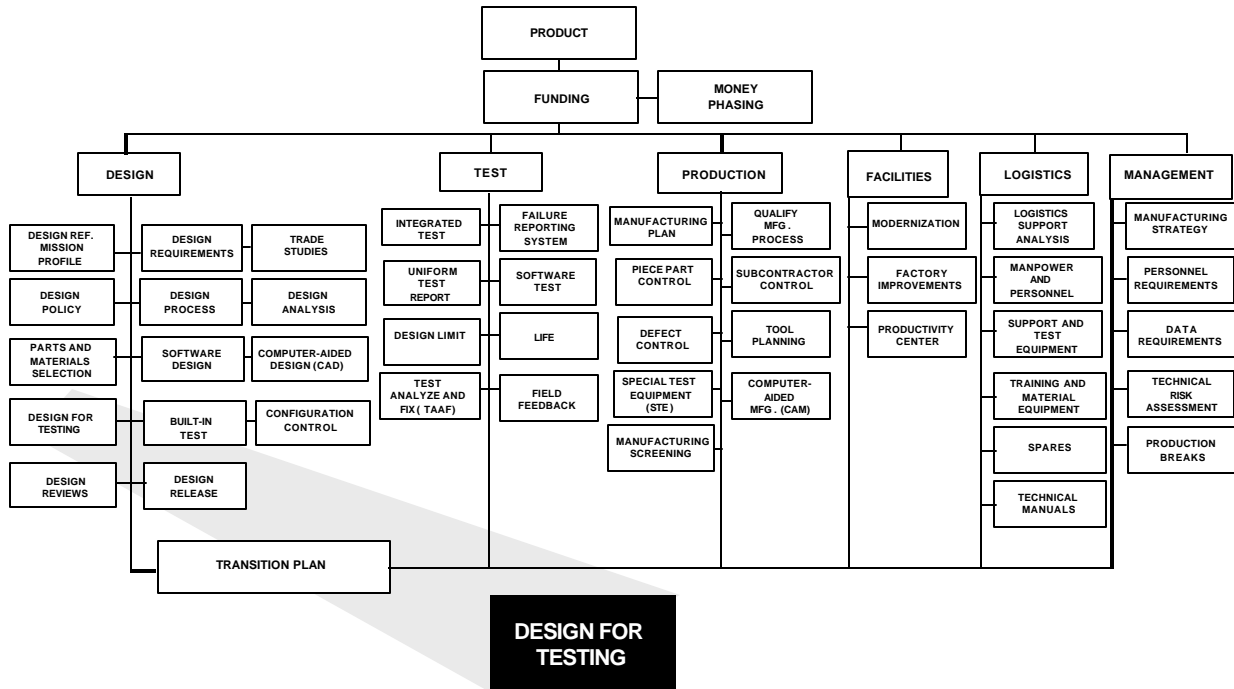 PRODUCT
FUNDING
MONEY
PHASING
DESIGN
TEST
PRODUCTION
FACILITIES
LOGISTICS
MANAGEMENT
DESIGN REF.
MISSION
PROFILE
DESIGN
REQUIREMENTS
TRADE
STUDIES
DESIGN
POLICY
DESIGN
PROCESS
DESIGN
ANALYSIS
PARTS AND
MATERIALS
SELECTION
SOFTWARE
DESIGN
COMPUTER-AIDED
DESIGN (CAD)
DESIGN FOR
TESTING
BUILT-IN
TEST
CONFIGURATION
CONTROL
DESIGN
REVIEWS
DESIGN
RELEASE
INTEGRATED
TEST
FAILURE
REPORTING
SYSTEM
UNIFORM
TEST
REPORT
SOFTWARE
TEST
DESIGN LIMIT
LIFE
TEST
ANALYZE AND
FIX ( TAAF)
FIELD
FEEDBACK
MANUFACTURING
PLAN
QUALIFY
MFG .
PROCESS
PIECE PART
CONTROL
SUBCONTRACTOR
CONTROL
DEFECT
CONTROL
TOOL
PLANNING
SPECIAL TEST
EQUIPMENT
(STE)
COMPUTER-
AIDED
MFG. (CAM)
MANUFACTURING
SCREENING
MODERNIZATION
FACTORY
IMPROVEMENTS
PRODUCTIVITY
CENTER
LOGISTICS
SUPPORT
ANALYSIS
MANPOWER
AND
PERSONNEL
SUPPORT AND
TEST
EQUIPMENT
TRAINING AND
MATERIAL
EQUIPMENT
SPARES
TECHNICAL
MANUALS
MANUFACTURING
STRATEGY
PERSONNEL
REQUIREMENTS
DATA
REQUIREMENTS
TECHNICAL
RISK
ASSESSMENT
PRODUCTION
BREAKS
TRANSITION PLAN
DESIGN FOR
TESTING